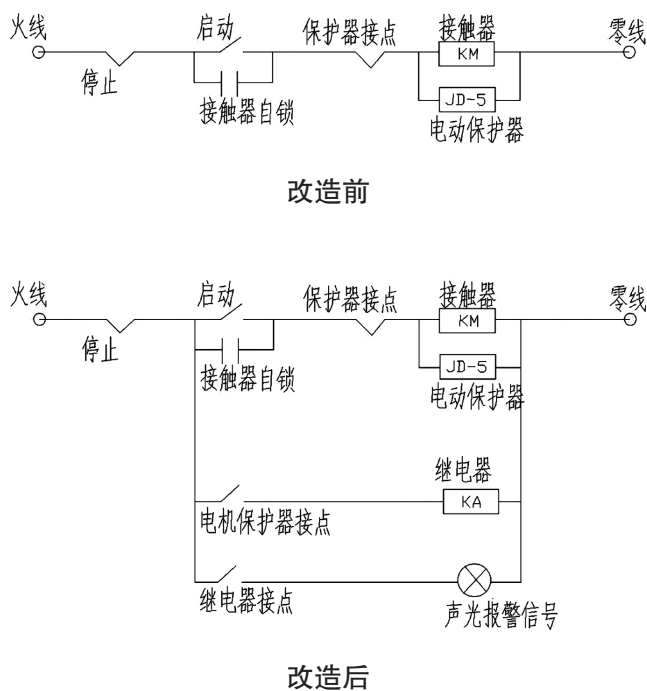 火线 启动 保护器接点 接触器 零线
KM
停止
JD-5
接触器自锁 电动保护器
改造前
火线 启动 保护器接点 接触器 零线
KM
停止
JD-5
接触器自锁 电动保护器
继电器
KA
电机保护器接点
继电器接点 声光报警信号
改造后